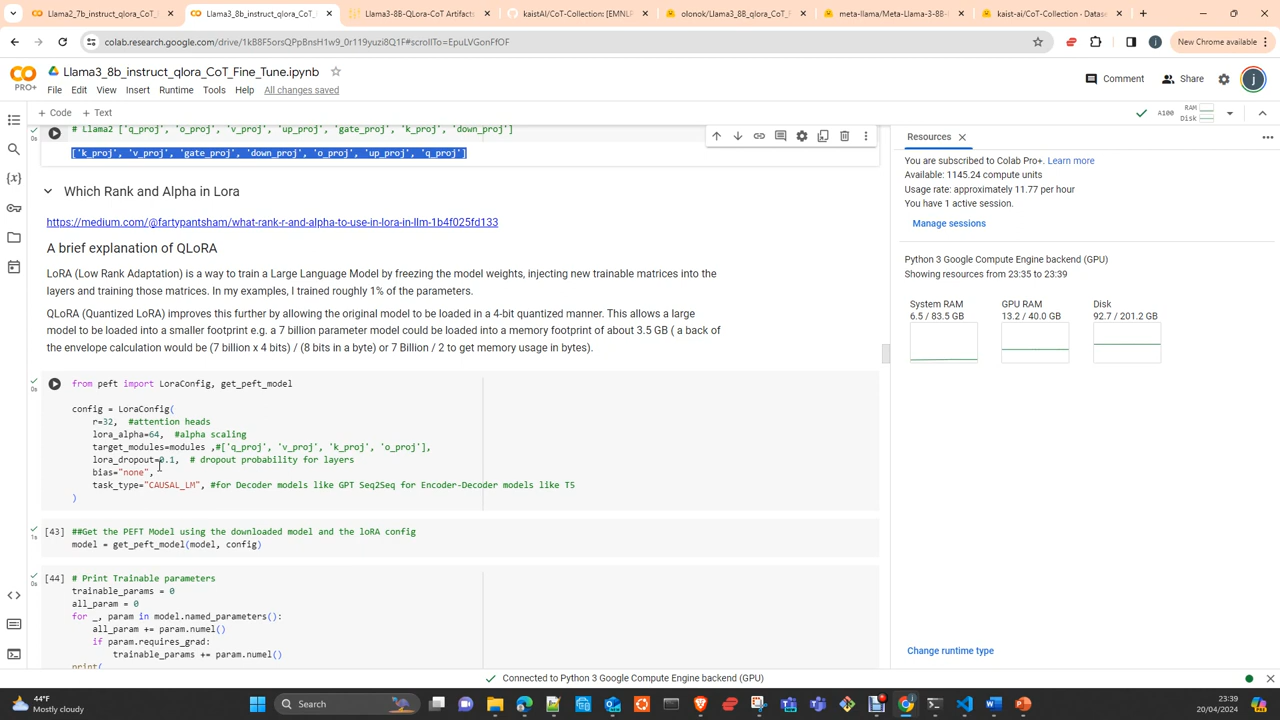 Llama2_7b_instruct_qlora_CoT_F
Llama3_8b_instruct_qlora_CoT_F
Llama3-8B-QLora-CoT Artifacts
kaistAI/CoT-Collection: [EMNLP
olonok/Llama3_8B_qlora_CoT_F
meta-llama/Meta-Llama-3-8B-
kaist-ai/CoT-Collection · Datase
colab.research.google.com/drive/1kB8F5orsQPpBnsH1w9_0r119yuzi8Q1F#scrollTo=EpuLVGonFfOF
New Chrome available
PRO+
Llama3_8b_instruct_qlora_CoT_Fine_Tune.ipynb
File Edit View Insert Runtime Tools Help All changes saved
Comment Share j
+ Code + Text
A100 RAM Disk
# Llama2 ['q_proj', 'o_proj', 'v_proj', 'up_proj', 'gate_proj', 'k_proj', 'down_proj']
['k_proj', 'v_proj', 'gate_proj', 'down_proj', 'o_proj', 'up_proj', 'q_proj']
Which Rank and Alpha in Lora
https://medium.com/@fartypantsham/what-rank-r-and-alpha-to-use-in-lora-in-llm-1b4f025fd133
A brief explanation of QLoRA
LoRA (Low Rank Adaptation) is a way to train a Large Language Model by freezing the model weights, injecting new trainable matrices into the
layers and training those matrices. In my examples, I trained roughly 1% of the parameters.
QLoRA (Quantized LoRA) improves this further by allowing the original model to be loaded in a 4-bit quantized manner. This allows a large
model to be loaded into a smaller footprint e.g. a 7 billion parameter model could be loaded into a memory footprint of about 3.5 GB ( a back of
the envelope calculation would be (7 billion x 4 bits) / (8 bits in a byte) or 7 Billion / 2 to get memory usage in bytes).
from peft import LoraConfig, get_peft_model
config = LoraConfig(
r=32, #attention heads
lora_alpha=64, #alpha scaling
target_modules=modules ,#['q_proj', 'v_proj', 'k_proj', 'o_proj'],
lora_dropout=0.1, # dropout probability for layers
bias="none",
task_type="CAUSAL_LM", #for Decoder models like GPT Seq2Seq for Encoder-Decoder models like T5
)
[43] ##Get the PEFT Model using the downloaded model and the loRA config
model = get_peft_model(model, config)
[44] # Print Trainable parameters
trainable_params = 0
all_param = 0
for _, param in model.named_parameters():
all_param += param.numel()
if param.requires_grad:
trainable_params += param.numel()
print(
Resources
You are subscribed to Colab Pro+. Learn more
Available: 1145.24 compute units
Usage rate: approximately 11.77 per hour
You have 1 active session.
Manage sessions
Python 3 Google Compute Engine backend (GPU)
Showing resources from 23:35 to 23:39
System RAM
6.5 / 83.5 GB
GPU RAM
13.2 / 40.0 GB
Disk
92.7 / 201.2 GB
Change runtime type
Connected to Python 3 Google Compute Engine backend (GPU)
44°F
Mostly cloudy
Search
23:39
20/04/2024